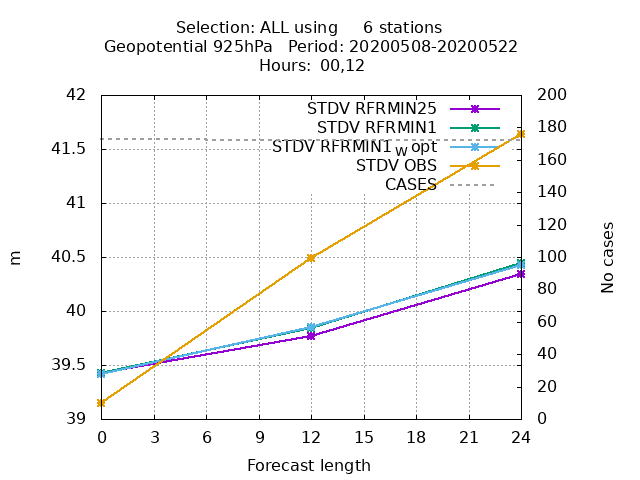 Selection: ALL using     6 stations
Geopotential 925hPa   Period: 20200508-20200522
Hours:  00,12
STDV RFRMIN25
STDV RFRMIN1
STDV RFRMIN1 w opt
STDV OBS
CASES
42
41.5
41
40.5
40
39.5
39
m
200
180
160
140
120
100
80
60
40
20
0
No cases
0 3 6 9 12 15 18 21 24
Forecast length